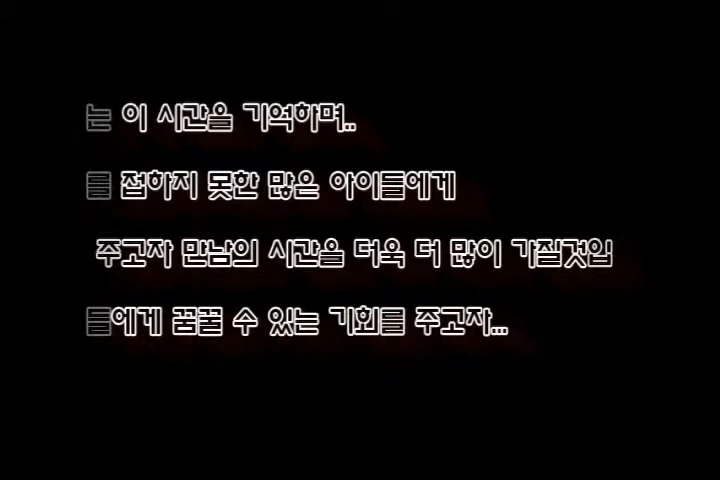 는 이 시간을 기억하며..
를 접하지 못한 많은 아이들에게
주고자 만남의 시간을 더욱 더 많이 가질것입
들에게 꿈꿀 수 있는 기회를 주고자...